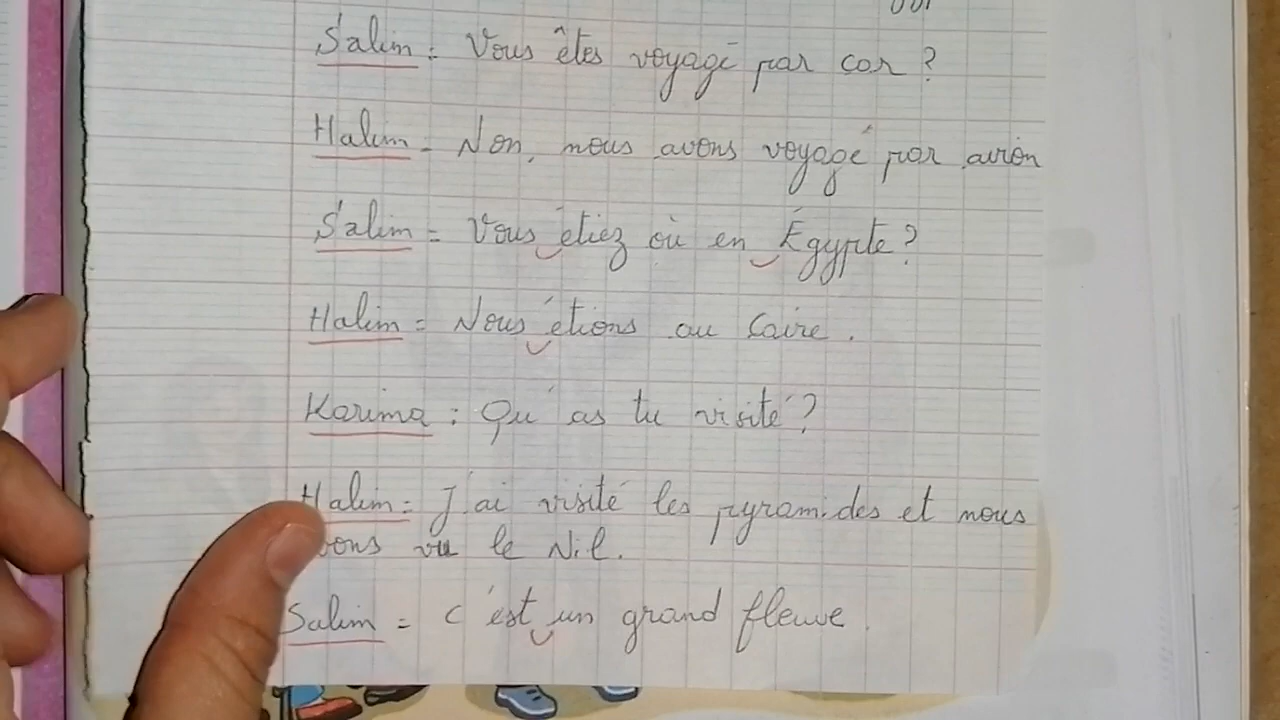 Salim : Vous êtes voyagé par car ?
Halim - Non, nous avons voyagé par avion
Salim = Vous étiez où en Égypte ?
Halim = Nous étions au Caire .
Karima : Qu'as tu visité ?
Halim = J'ai visité les pyramides et nous
vons vu le Nil.
Salim = C'est un grand fleuve .